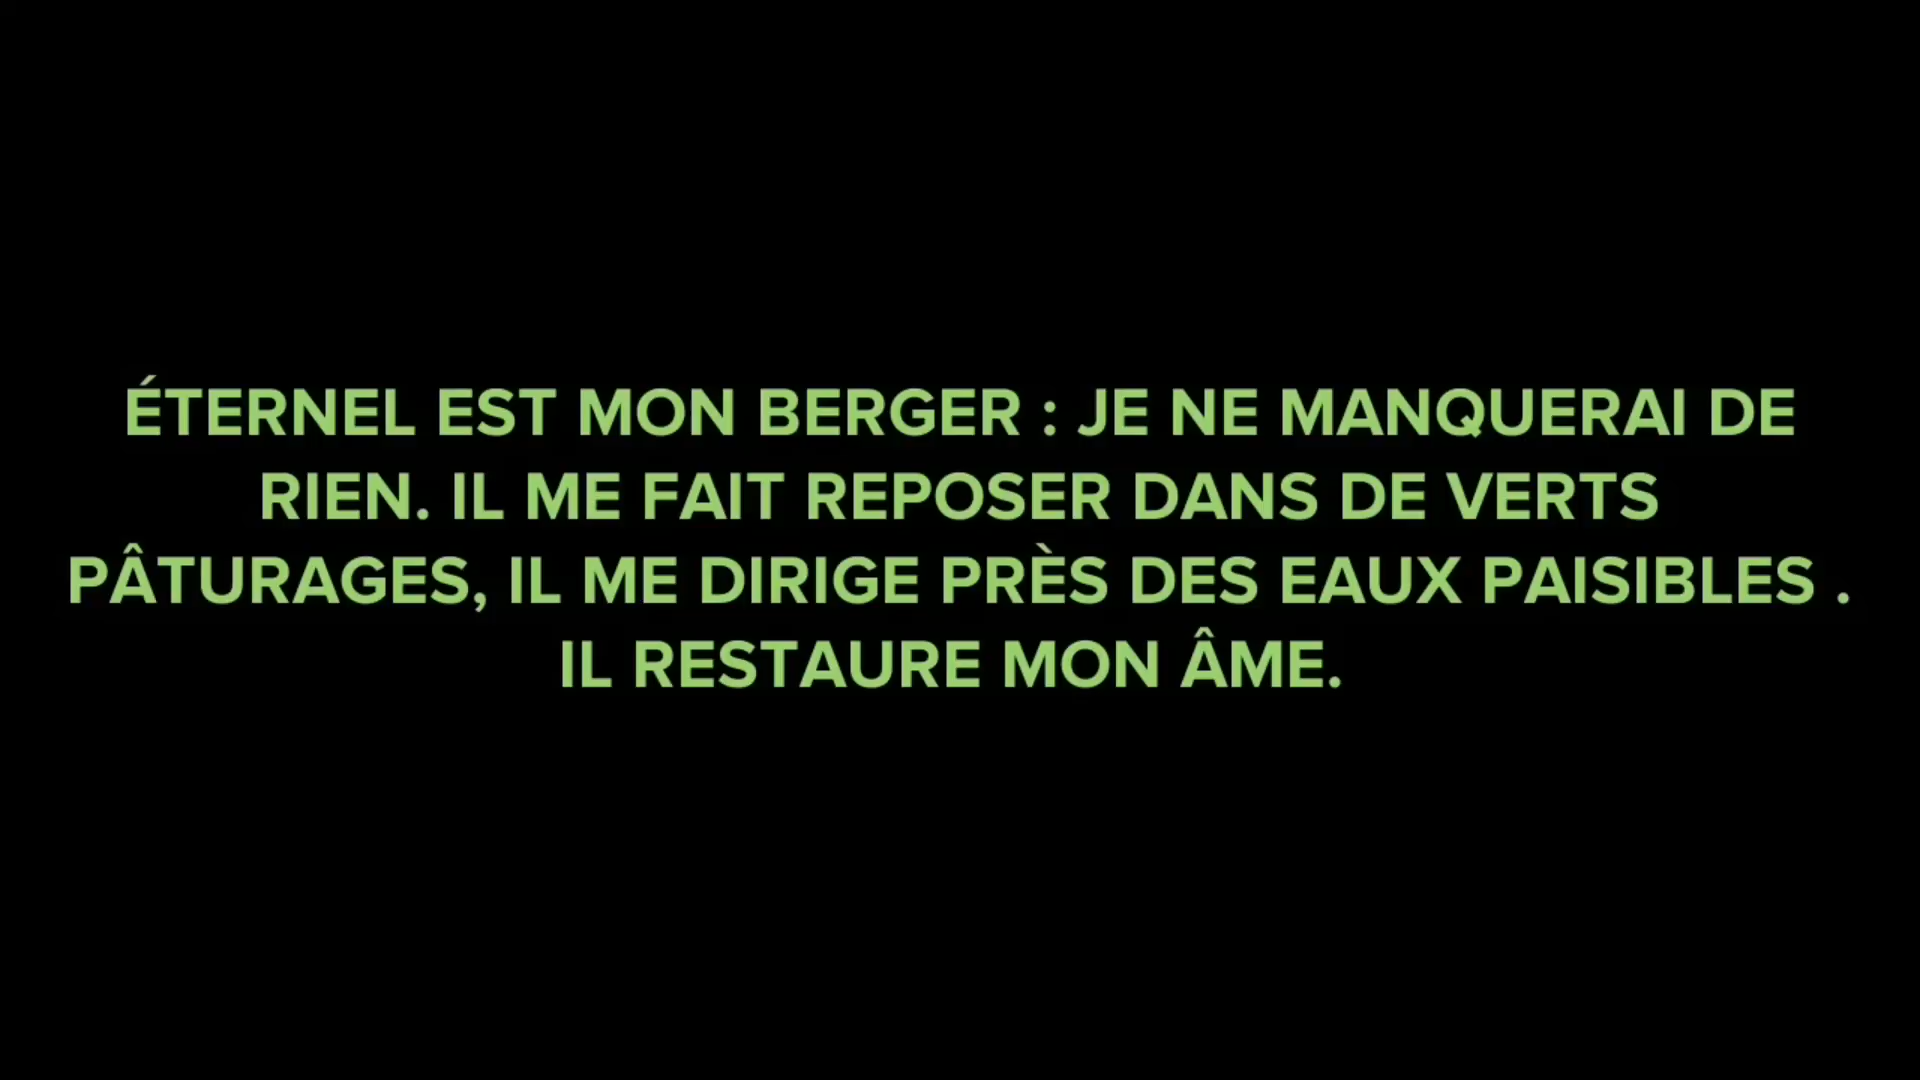 ÉTERNEL EST MON BERGER : JE NE MANQUERAI DE
RIEN. IL ME FAIT REPOSER DANS DE VERTS
PÂTURAGES, IL ME DIRIGE PRÈS DES EAUX PAISIBLES .
IL RESTAURE MON ÂME.